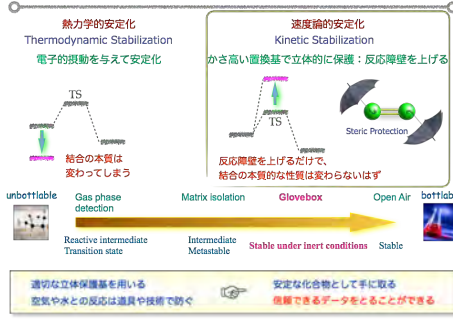 熱力学的安定化
Thermodynamic Stabilization
電子的摂動を与えて安定化
TS
結合の本質は
変わってしまう
速度論的安定化
Kinetic Stabilization
かさ高い置換基で立体的に保護：反応障壁を上げる
TS
Steric Protection
反応障壁を上げるだけで、
結合の本質的な性質は変わらないはず
unbottlable
Gas phase
detection
Matrix isolation
Glovebox
Open Air
bottlab
Reactive intermediate
Transition state
Intermediate
Metastable
Stable under inert conditions
Stable
適切な立体保護基を用いる
空気や水との反応は道具や技術で防ぐ
安定な化合物として手に取る
信頼できるデータをとることができる